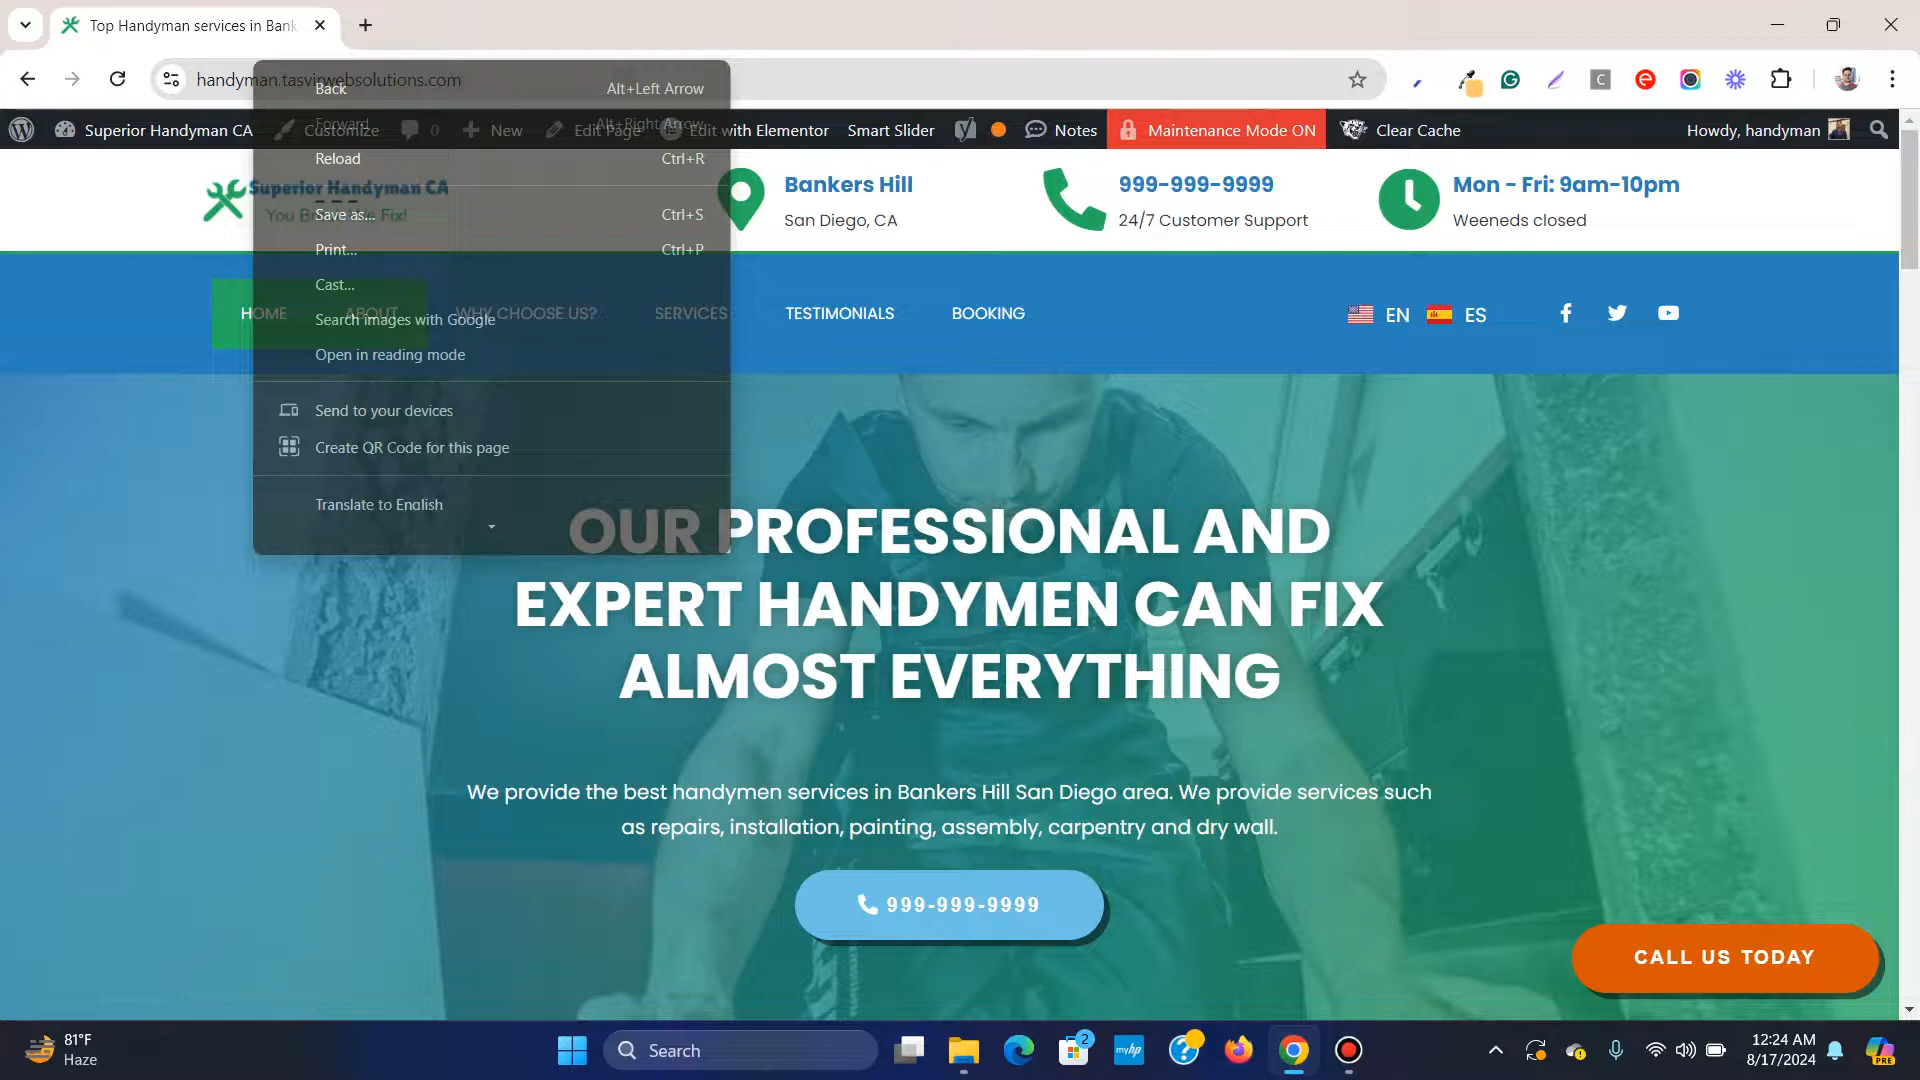 Top Handyman services in Bank
handyman.tasvirwebsolutions.com
Superior Handyman CA Customize 0 New Edit Page Edit with Elementor Smart Slider Notes Maintenance Mode ON Clear Cache Howdy, handyman
Back Alt+Left Arrow
Forward Alt+Right Arrow
Reload Ctrl+R
Save as... Ctrl+S
Print... Ctrl+P
Cast...
Search images with Google
Open in reading mode
Send to your devices
Create QR Code for this page
Translate to English
Superior Handyman CA
You Break We Fix!
Bankers Hill
San Diego, CA
999-999-9999
24/7 Customer Support
Mon - Fri: 9am-10pm
Weeneds closed
HOME ABOUT WHY CHOOSE US? SERVICES TESTIMONIALS BOOKING EN ES
OUR PROFESSIONAL AND
EXPERT HANDYMEN CAN FIX
ALMOST EVERYTHING
We provide the best handymen services in Bankers Hill San Diego area. We provide services such
as repairs, installation, painting, assembly, carpentry and dry wall.
999-999-9999
CALL US TODAY
81°F
Haze
Search
2
myhp
PRE
12:24 AM
8/17/2024